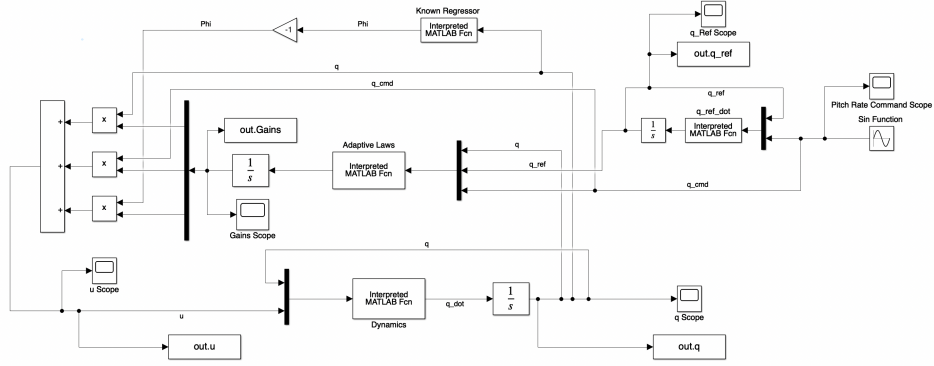 Known Regressor
Phi
-1
Phi
Interpreted
MATLAB Fcn
q_Ref Scope
out.q_ref
q
q_cmd
q_ref
Pitch Rate Command Scope
q_ref_dot
Sin Function
+
x
out.Gains
1
s
Interpreted
MATLAB Fcn
Adaptive Laws
q
+
x
1
s
Interpreted
MATLAB Fcn
q_ref
q_cmd
+
x
Gains Scope
q
u Scope
Interpreted
MATLAB Fcn
q_dot
1
s
q Scope
u
Dynamics
out.u
out.q